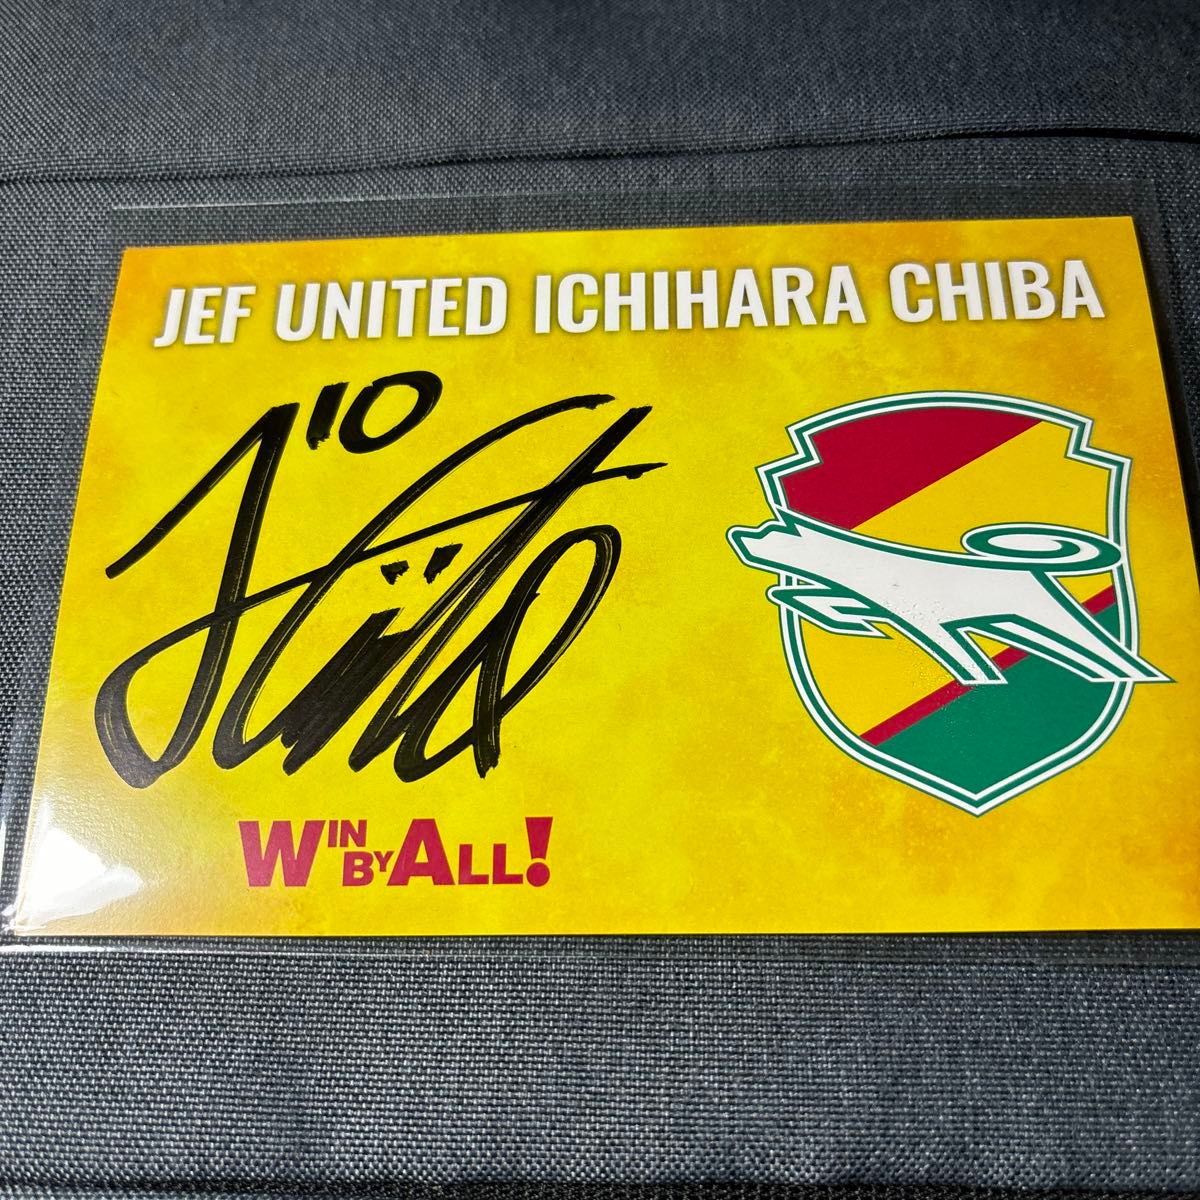 JEF UNITED ICHIHARA CHIBA
10
WIN BY ALL!